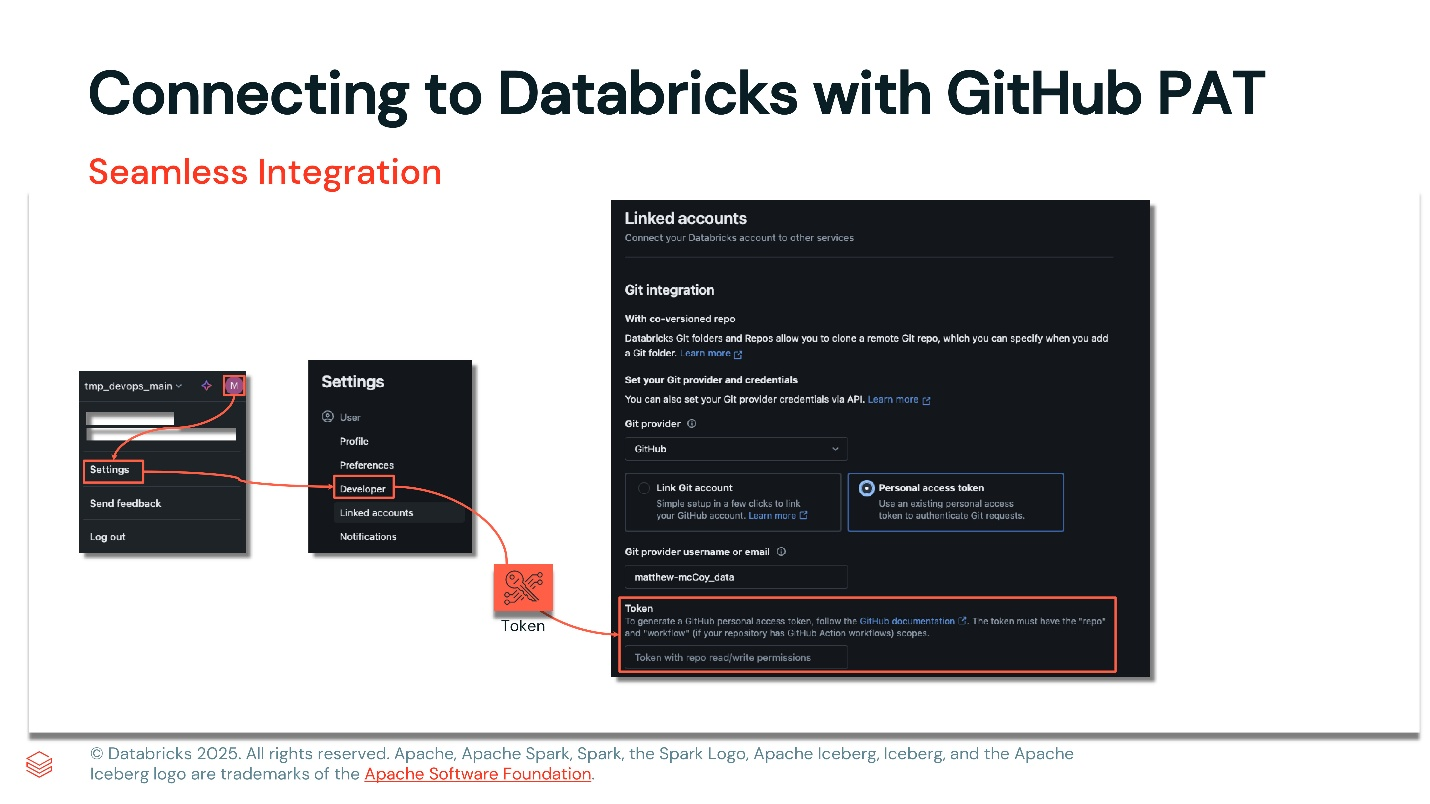 Connecting to Databricks with GitHub PAT
Seamless Integration
tmp_devops_main
M
Settings
Send feedback
Log out
Settings
User
Profile
Preferences
Developer
Linked accounts
Notifications
Token
Linked accounts
Connect your Databricks account to other services
Git integration
With co-versioned repo
Databricks Git folders and Repos allow you to clone a remote Git repo, which you can specify when you add
a Git folder. Learn more
Set your Git provider and credentials
You can also set your Git provider credentials via API. Learn more
Git provider
GitHub
Link Git account
Simple setup in a few clicks to link
your GitHub account. Learn more
Personal access token
Use an existing personal access
token to authenticate Git requests.
Git provider username or email
matthew-mcCoy_data
Token
To generate a GitHub personal access token, follow the GitHub documentation. The token must have the "repo"
and "workflow" (if your repository has GitHub Action workflows) scopes.
Token with repo read/write permissions
© Databricks 2025. All rights reserved. Apache, Apache Spark, Spark, the Spark Logo, Apache Iceberg, Iceberg, and the Apache
Iceberg logo are trademarks of the Apache Software Foundation.